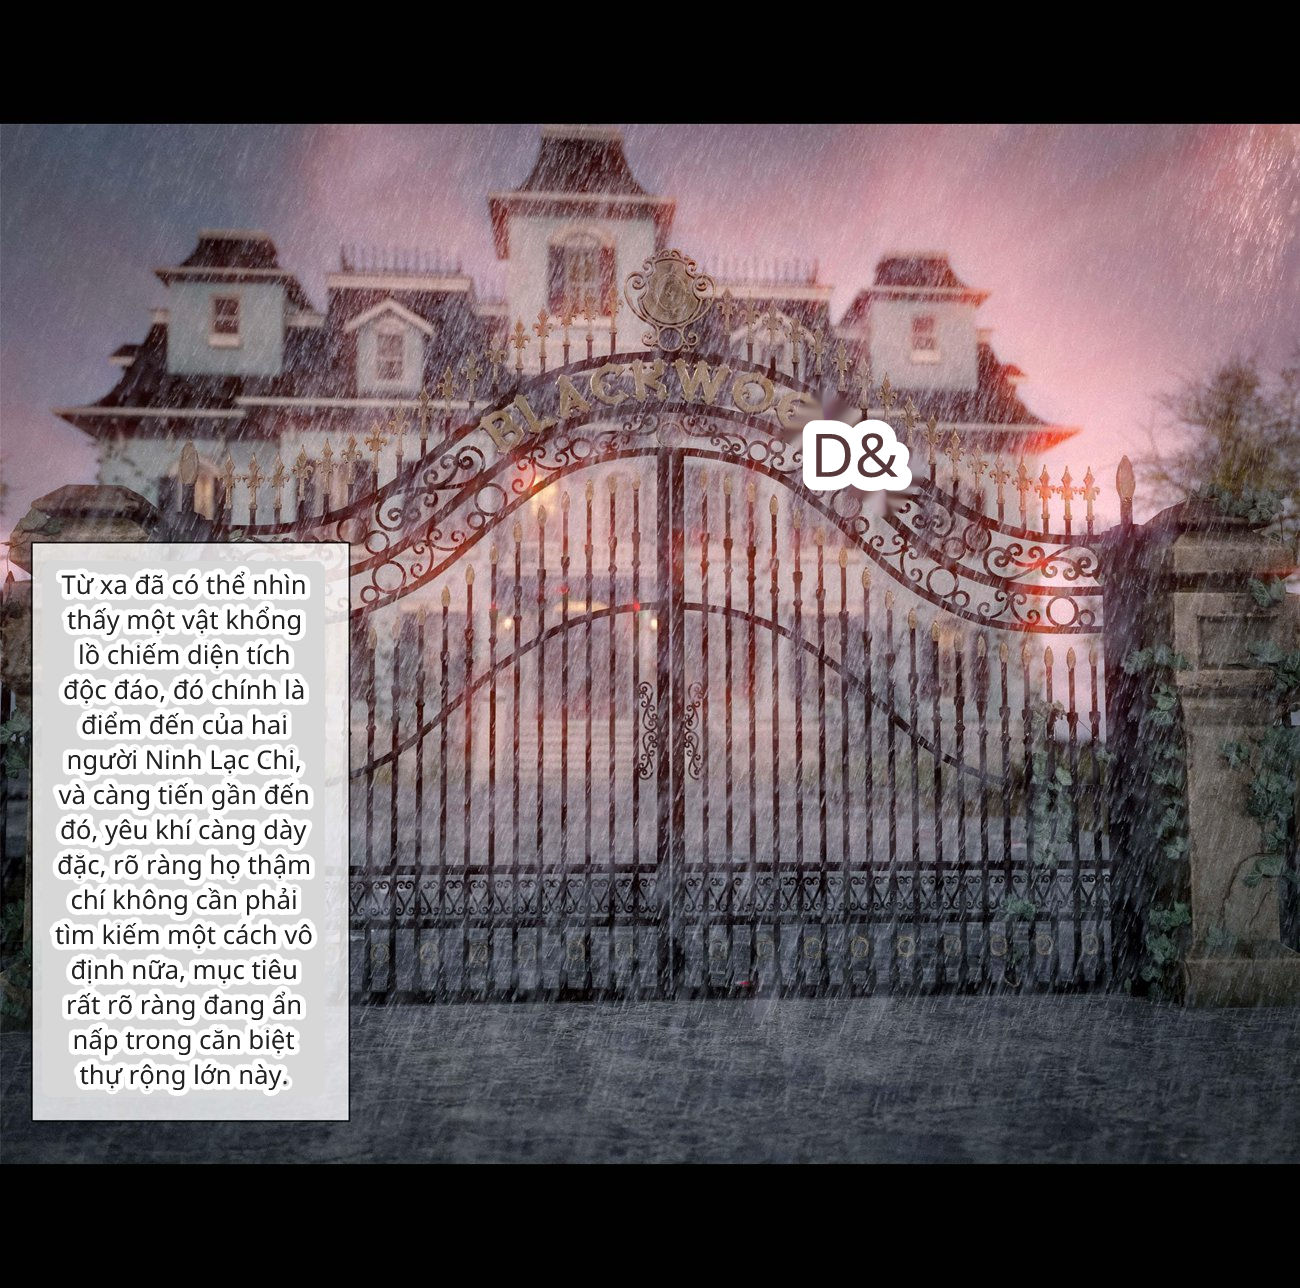 BLACKWOO
D&
Từ xa đã có thể nhìn
thấy một vật khổng
lồ chiếm diện tích
độc đáo, đó chính là
điểm đến của hai
người Ninh Lạc Chi,
và càng tiến gần đến
đó, yêu khí càng dày
đặc, rõ ràng họ thậm
chí không cần phải
tìm kiếm một cách vô
định nữa, mục tiêu
rất rõ ràng đang ẩn
nấp trong căn biệt
thự rộng lớn này.